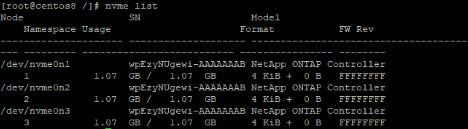 [root@centos8 /]# nvme list
Node SN Model
Namespace Usage Format FW Rev
/dev/nvme0n1 wpEzyNUgewi-AAAAAAAB NetApp ONTAP Controller
1 1.07 GB / 1.07 GB 4 KiB + 0 B FFFFFFFF
/dev/nvme0n2 wpEzyNUgewi-AAAAAAAB NetApp ONTAP Controller
2 1.07 GB / 1.07 GB 4 KiB + 0 B FFFFFFFF
/dev/nvme0n3 wpEzyNUgewi-AAAAAAAB NetApp ONTAP Controller
3 1.07 GB / 1.07 GB 4 KiB + 0 B FFFFFFFF